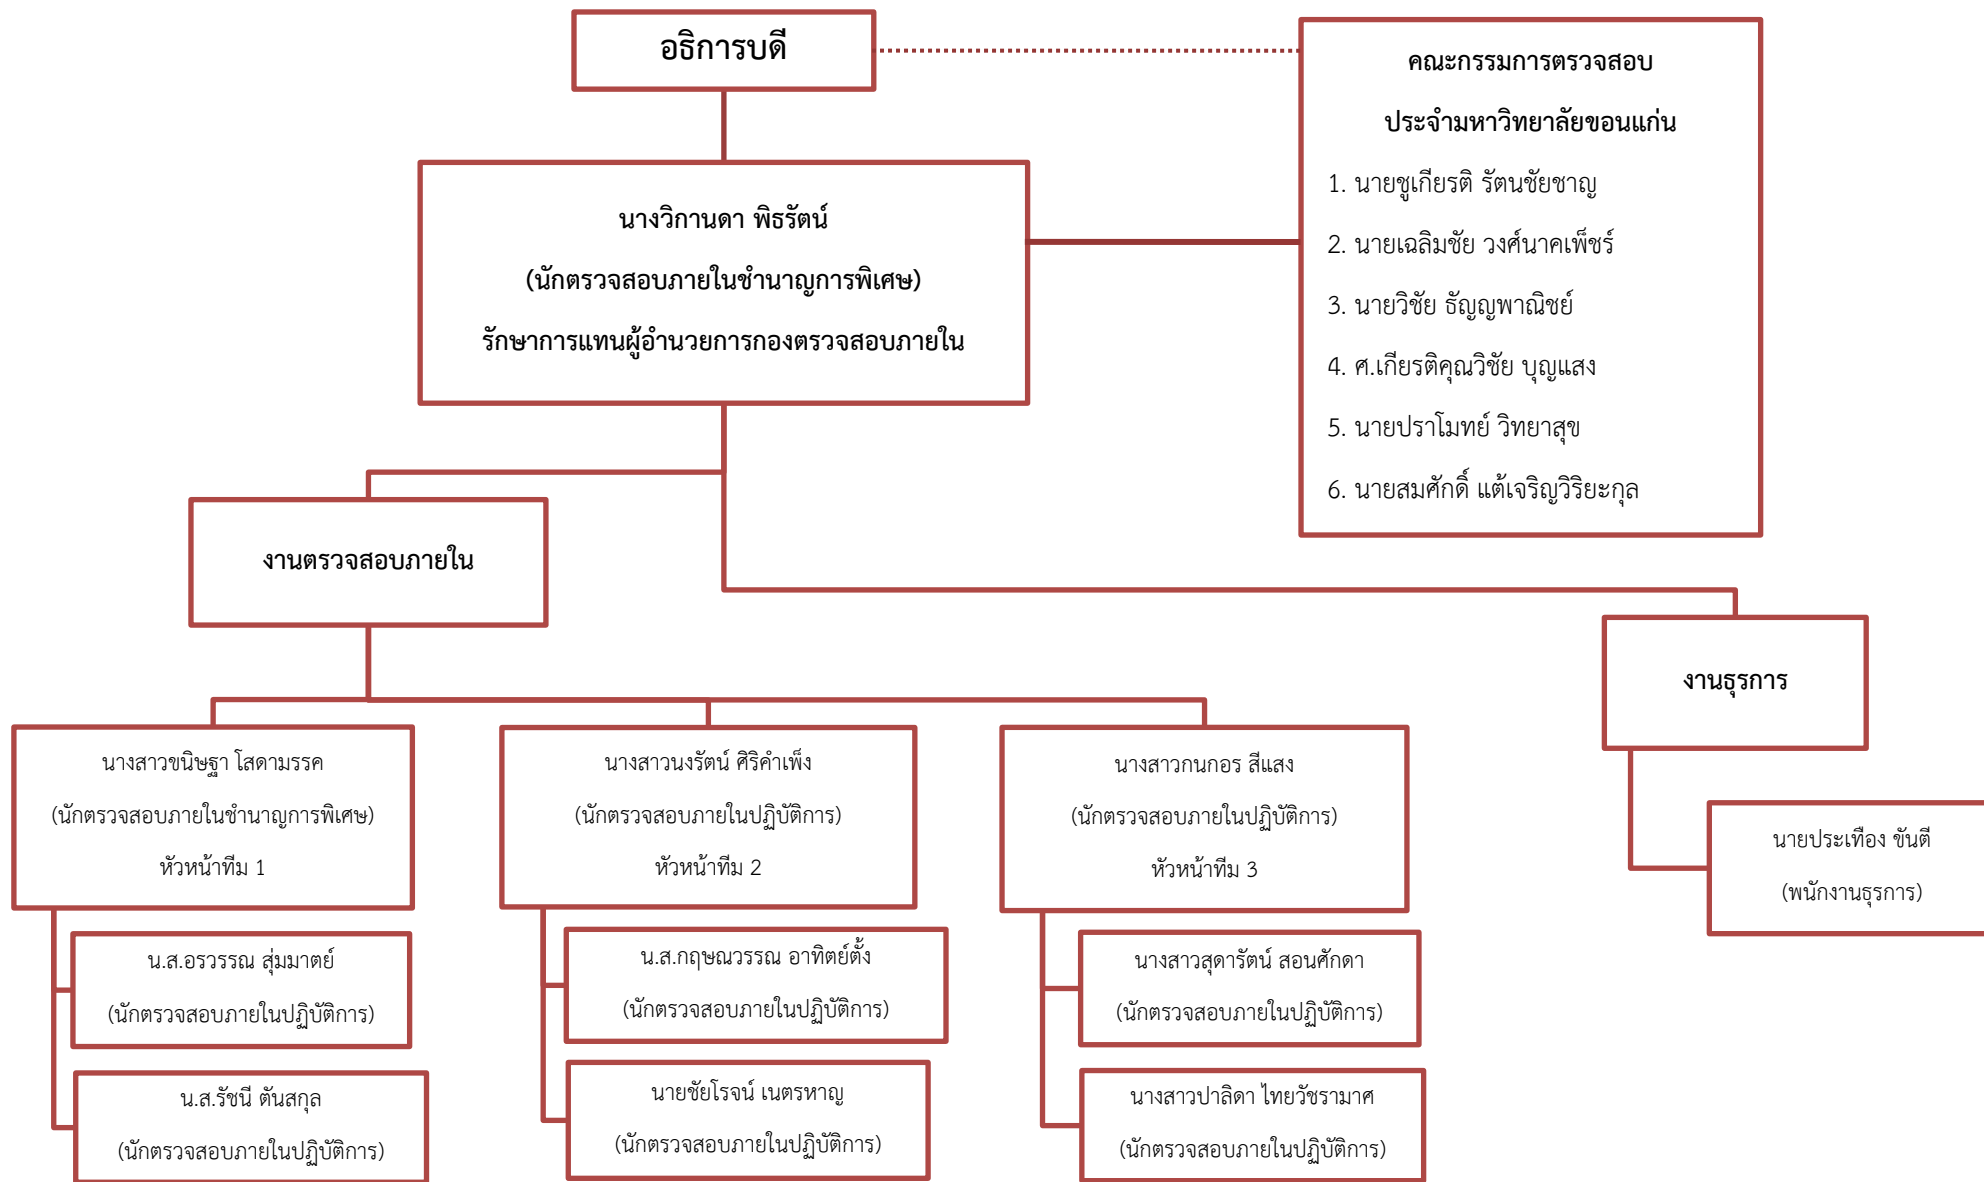 อธิการบดี
คณะกรรมการตรวจสอบ
ประจำมหาวิทยาลัยขอนแก่น
1. นายชูเกียรติ รัตนชัยชาญ
2. นายเฉลิมชัย วงศ์นาคเพ็ชร์
3. นายวิชัย ธัญญพาณิชย์
4. ศ.เกียรติคุณวิชัย บุญแสง
5. นายปราโมทย์ วิทยาสุข
6. นายสมศักดิ์ แต้เจริญวิริยะกุล
นางวิกานดา พิธรัตน์
(นักตรวจสอบภายในชำนาญการพิเศษ)
รักษาการแทนผู้อำนวยการกองตรวจสอบภายใน
งานตรวจสอบภายใน
งานธุรการ
นางสาวขนิษฐา โสดามรรค
(นักตรวจสอบภายในชำนาญการพิเศษ)
หัวหน้าทีม 1
น.ส.อรวรรณ สุ่มมาตย์
(นักตรวจสอบภายในปฏิบัติการ)
น.ส.รัชนี ตันสกุล
(นักตรวจสอบภายในปฏิบัติการ)
นางสาวนงรัตน์ ศิริคำเพ็ง
(นักตรวจสอบภายในปฏิบัติการ)
หัวหน้าทีม 2
น.ส.กฤษณวรรณ อาทิตย์ตั้ง
(นักตรวจสอบภายในปฏิบัติการ)
นายชัยโรจน์ เนตรหาญ
(นักตรวจสอบภายในปฏิบัติการ)
นางสาวกนกอร สีแสง
(นักตรวจสอบภายในปฏิบัติการ)
หัวหน้าทีม 3
นางสาวสุดารัตน์ สอนศักดา
(นักตรวจสอบภายในปฏิบัติการ)
นางสาวปาลิดา ไทยวัชรามาศ
(นักตรวจสอบภายในปฏิบัติการ)
นายประเทือง ขันตี
(พนักงานธุรการ)